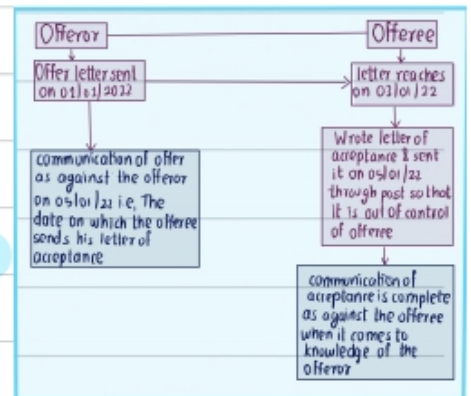 Offeror
Offeree
Offer letter sent
on 01/01/2022
letter reaches
on 03/01/22
communication of offer
as against the offeror
on 05/01/22 i.e, The
date on which the offeree
sends his letter of
acceptance
Wrote letter of
acceptance & sent
it on 05/01/22
through post so that
it is out of control
of offeree
communication of
acceptance is complete
as against the offeree
when it comes to
knowledge of the
offeror